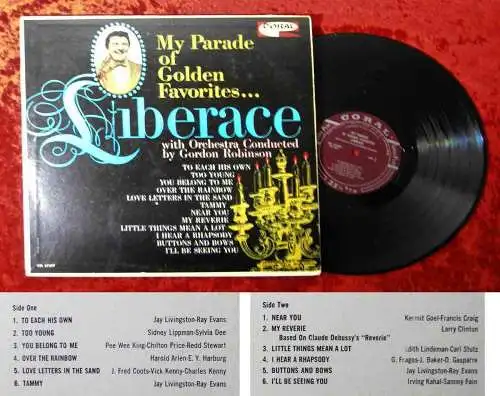 CORAL
My Parade
of
Golden
Favorites...
Liberace
with Orchestra Conducted
by Gordon Robinson
TO EACH HIS OWN
TOO YOUNG
YOU BELONG TO ME
OVER THE RAINBOW
LOVE LETTERS IN THE SAND
TAMMY
NEAR YOU
MY REVERIE
LITTLE THINGS MEAN A LOT
I HEAR A RHAPSODY
BUTTONS AND BOWS
I'LL BE SEEING YOU
CORAL
Side One
1. TO EACH HIS OWN Jay Livingston-Ray Evans
2. TOO YOUNG Sidney Lippman-Sylvia Dee
3. YOU BELONG TO ME Pee Wee King-Chilton Price-Redd Stewart
4. OVER THE RAINBOW Harold Arlen-E. Y. Harburg
5. LOVE LETTERS IN THE SAND J. Fred Coots-Vick Kenny-Charles Kenny
6. TAMMY Jay Livingston-Ray Evans
Side Two
1. NEAR YOU Kermit Goel-Francis Craig
2. MY REVERIE Larry Clinton
Based On Claude Debussy's "Reverie"
3. LITTLE THINGS MEAN A LOT Edith Lindeman-Carl Stutz
4. I HEAR A RHAPSODY G. Fragos-J. Baker-D. Gasparre
5. BUTTONS AND BOWS Jay Livingston-Ray Evans
6. I'LL BE SEEING YOU Irving Kahal-Sammy Fain